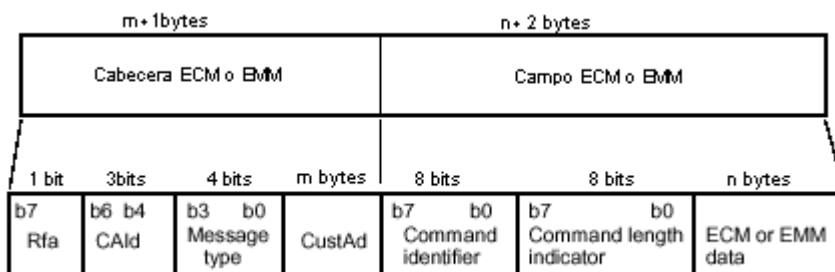 m+1bytes n+ 2 bytes
Cabecera ECM o EMM Campo ECM o EMM
1 bit 3bits 4 bits m bytes 8 bits 8 bits n bytes
b7 b6 b4 b3 b0 b7 b0 b7 b0
Rfa CAId Message type CustAd Command identifier Command length indicator ECM or EMM data